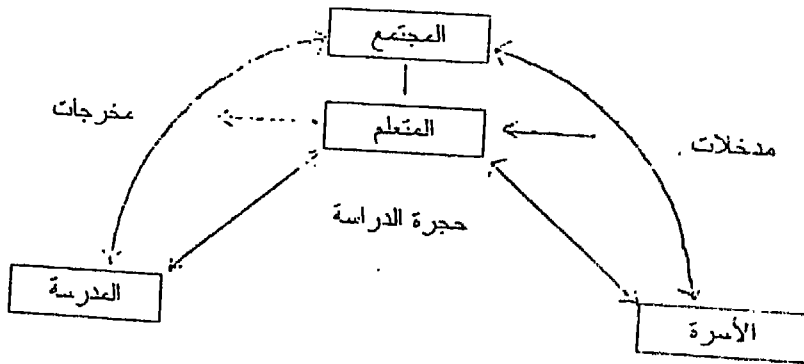 المجتمع
مخرجات
المتعلم
مدخلات
حجرة الدراسة
المدرسة
الأسرة